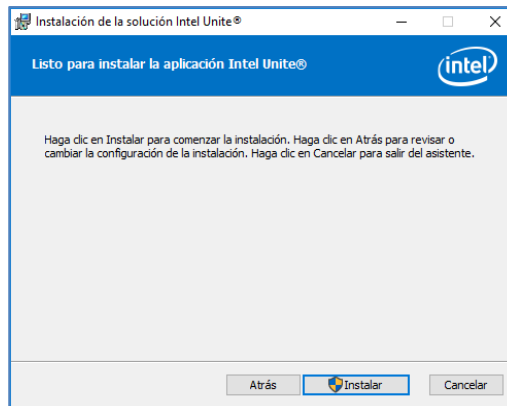 Instalación de la solución Intel Unite®
Listo para instalar la aplicación Intel Unite®
intel
Haga clic en Instalar para comenzar la instalación. Haga clic en Atrás para revisar o
cambiar la configuración de la instalación. Haga clic en Cancelar para salir del asistente.
Atrás
Instalar
Cancelar